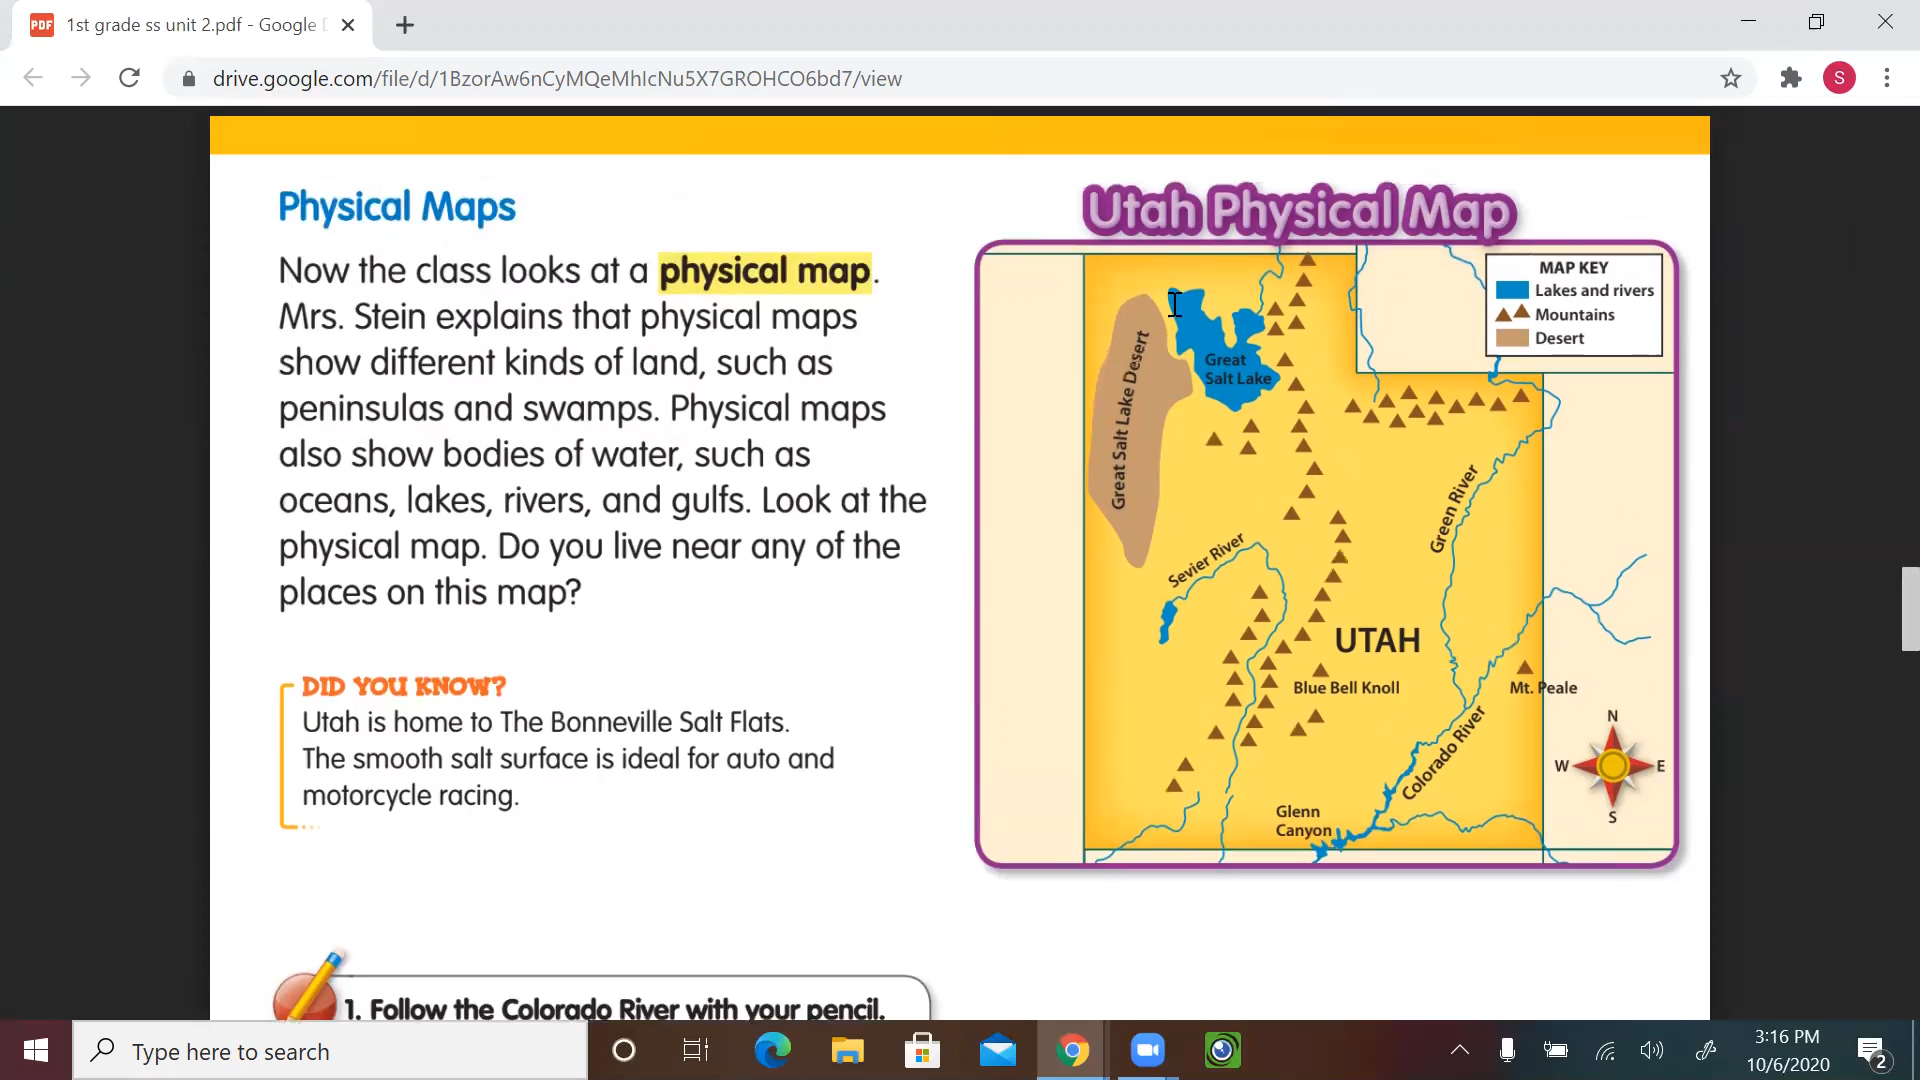 1st grade ss unit 2.pdf - Google
drive.google.com/file/d/1BzorAw6nCyMQeMhIcNu5X7GROHCO6bd7/view
S
Physical Maps
Now the class looks at a physical map.
Mrs. Stein explains that physical maps
show different kinds of land, such as
peninsulas and swamps. Physical maps
also show bodies of water, such as
oceans, lakes, rivers, and gulfs. Look at the
physical map. Do you live near any of the
places on this map?
DID YOU KNOW?
Utah is home to The Bonneville Salt Flats.
The smooth salt surface is ideal for auto and
motorcycle racing.
1. Follow the Colorado River with your pencil.
Utah Physical Map
MAP KEY
Lakes and rivers
Mountains
Desert
Great
Salt Lake
Great Salt Lake Desert
Green River
Sevier River
UTAH
Blue Bell Knoll
Mt. Peale
Colorado River
Glenn
Canyon
N
W
E
S
Type here to search
3:16 PM
10/6/2020
2